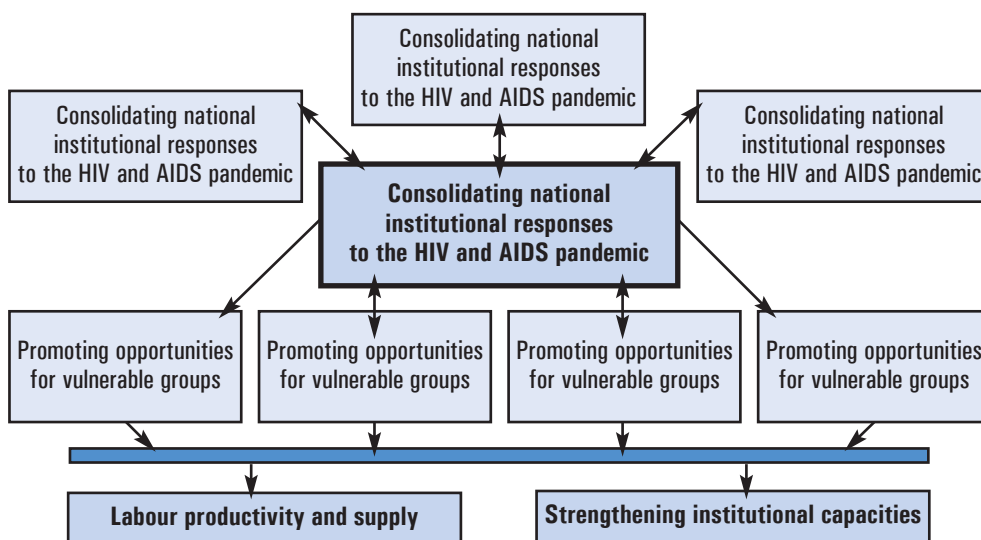 Consolidating national
institutional responses
to the HIV and AIDS pandemic
Consolidating national
institutional responses
to the HIV and AIDS pandemic
Consolidating national
institutional responses
to the HIV and AIDS pandemic
Consolidating national
institutional responses
to the HIV and AIDS pandemic
Promoting opportunities
for vulnerable groups
Promoting opportunities
for vulnerable groups
Promoting opportunities
for vulnerable groups
Promoting opportunities
for vulnerable groups
Labour productivity and supply
Strengthening institutional capacities